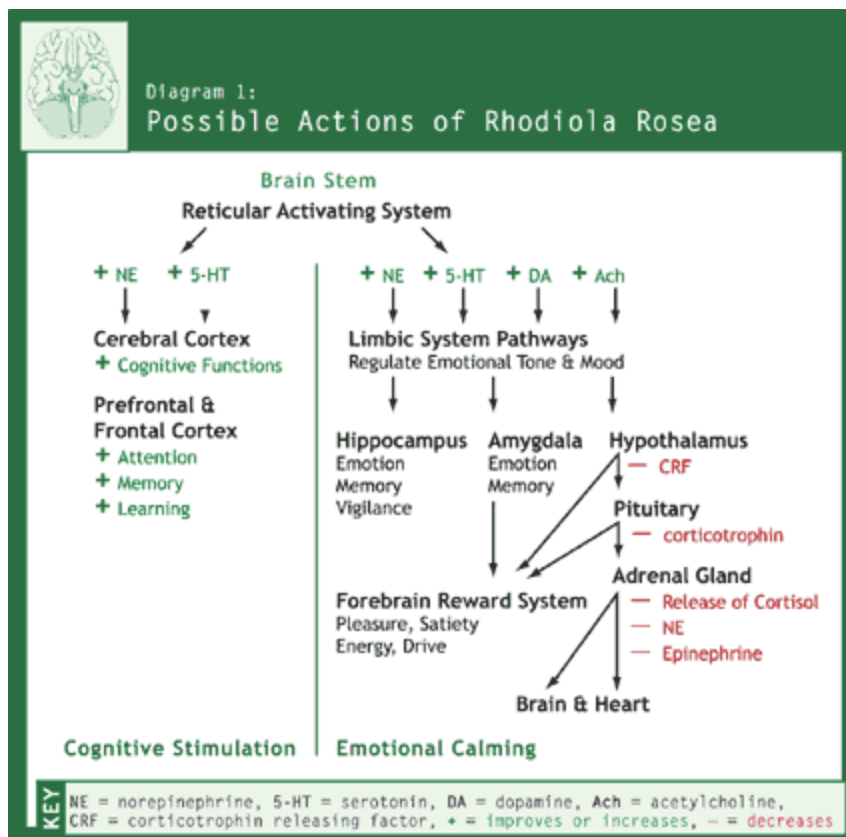 Diagram 1:
Possible Actions of Rhodiola Rosea
Brain Stem
Reticular Activating System
+ NE + 5-HT
+ NE + 5-HT + DA + Ach
Cerebral Cortex
+ Cognitive Functions
Prefrontal &
Frontal Cortex
+ Attention
+ Memory
+ Learning
Limbic System Pathways
Regulate Emotional Tone & Mood
Hippocampus
Emotion
Memory
Vigilance
Amygdala
Emotion
Memory
Hypothalamus
— CRF
Pituitary
— corticotrophin
Adrenal Gland
— Release of Cortisol
— NE
— Epinephrine
Forebrain Reward System
Pleasure, Satiety
Energy, Drive
Brain & Heart
Cognitive Stimulation
Emotional Calming
KEY
NE = norepinephrine, 5-HT = serotonin, DA = dopamine, Ach = acetylcholine,
CRF = corticotrophin releasing factor, + = improves or increases, — = decreases